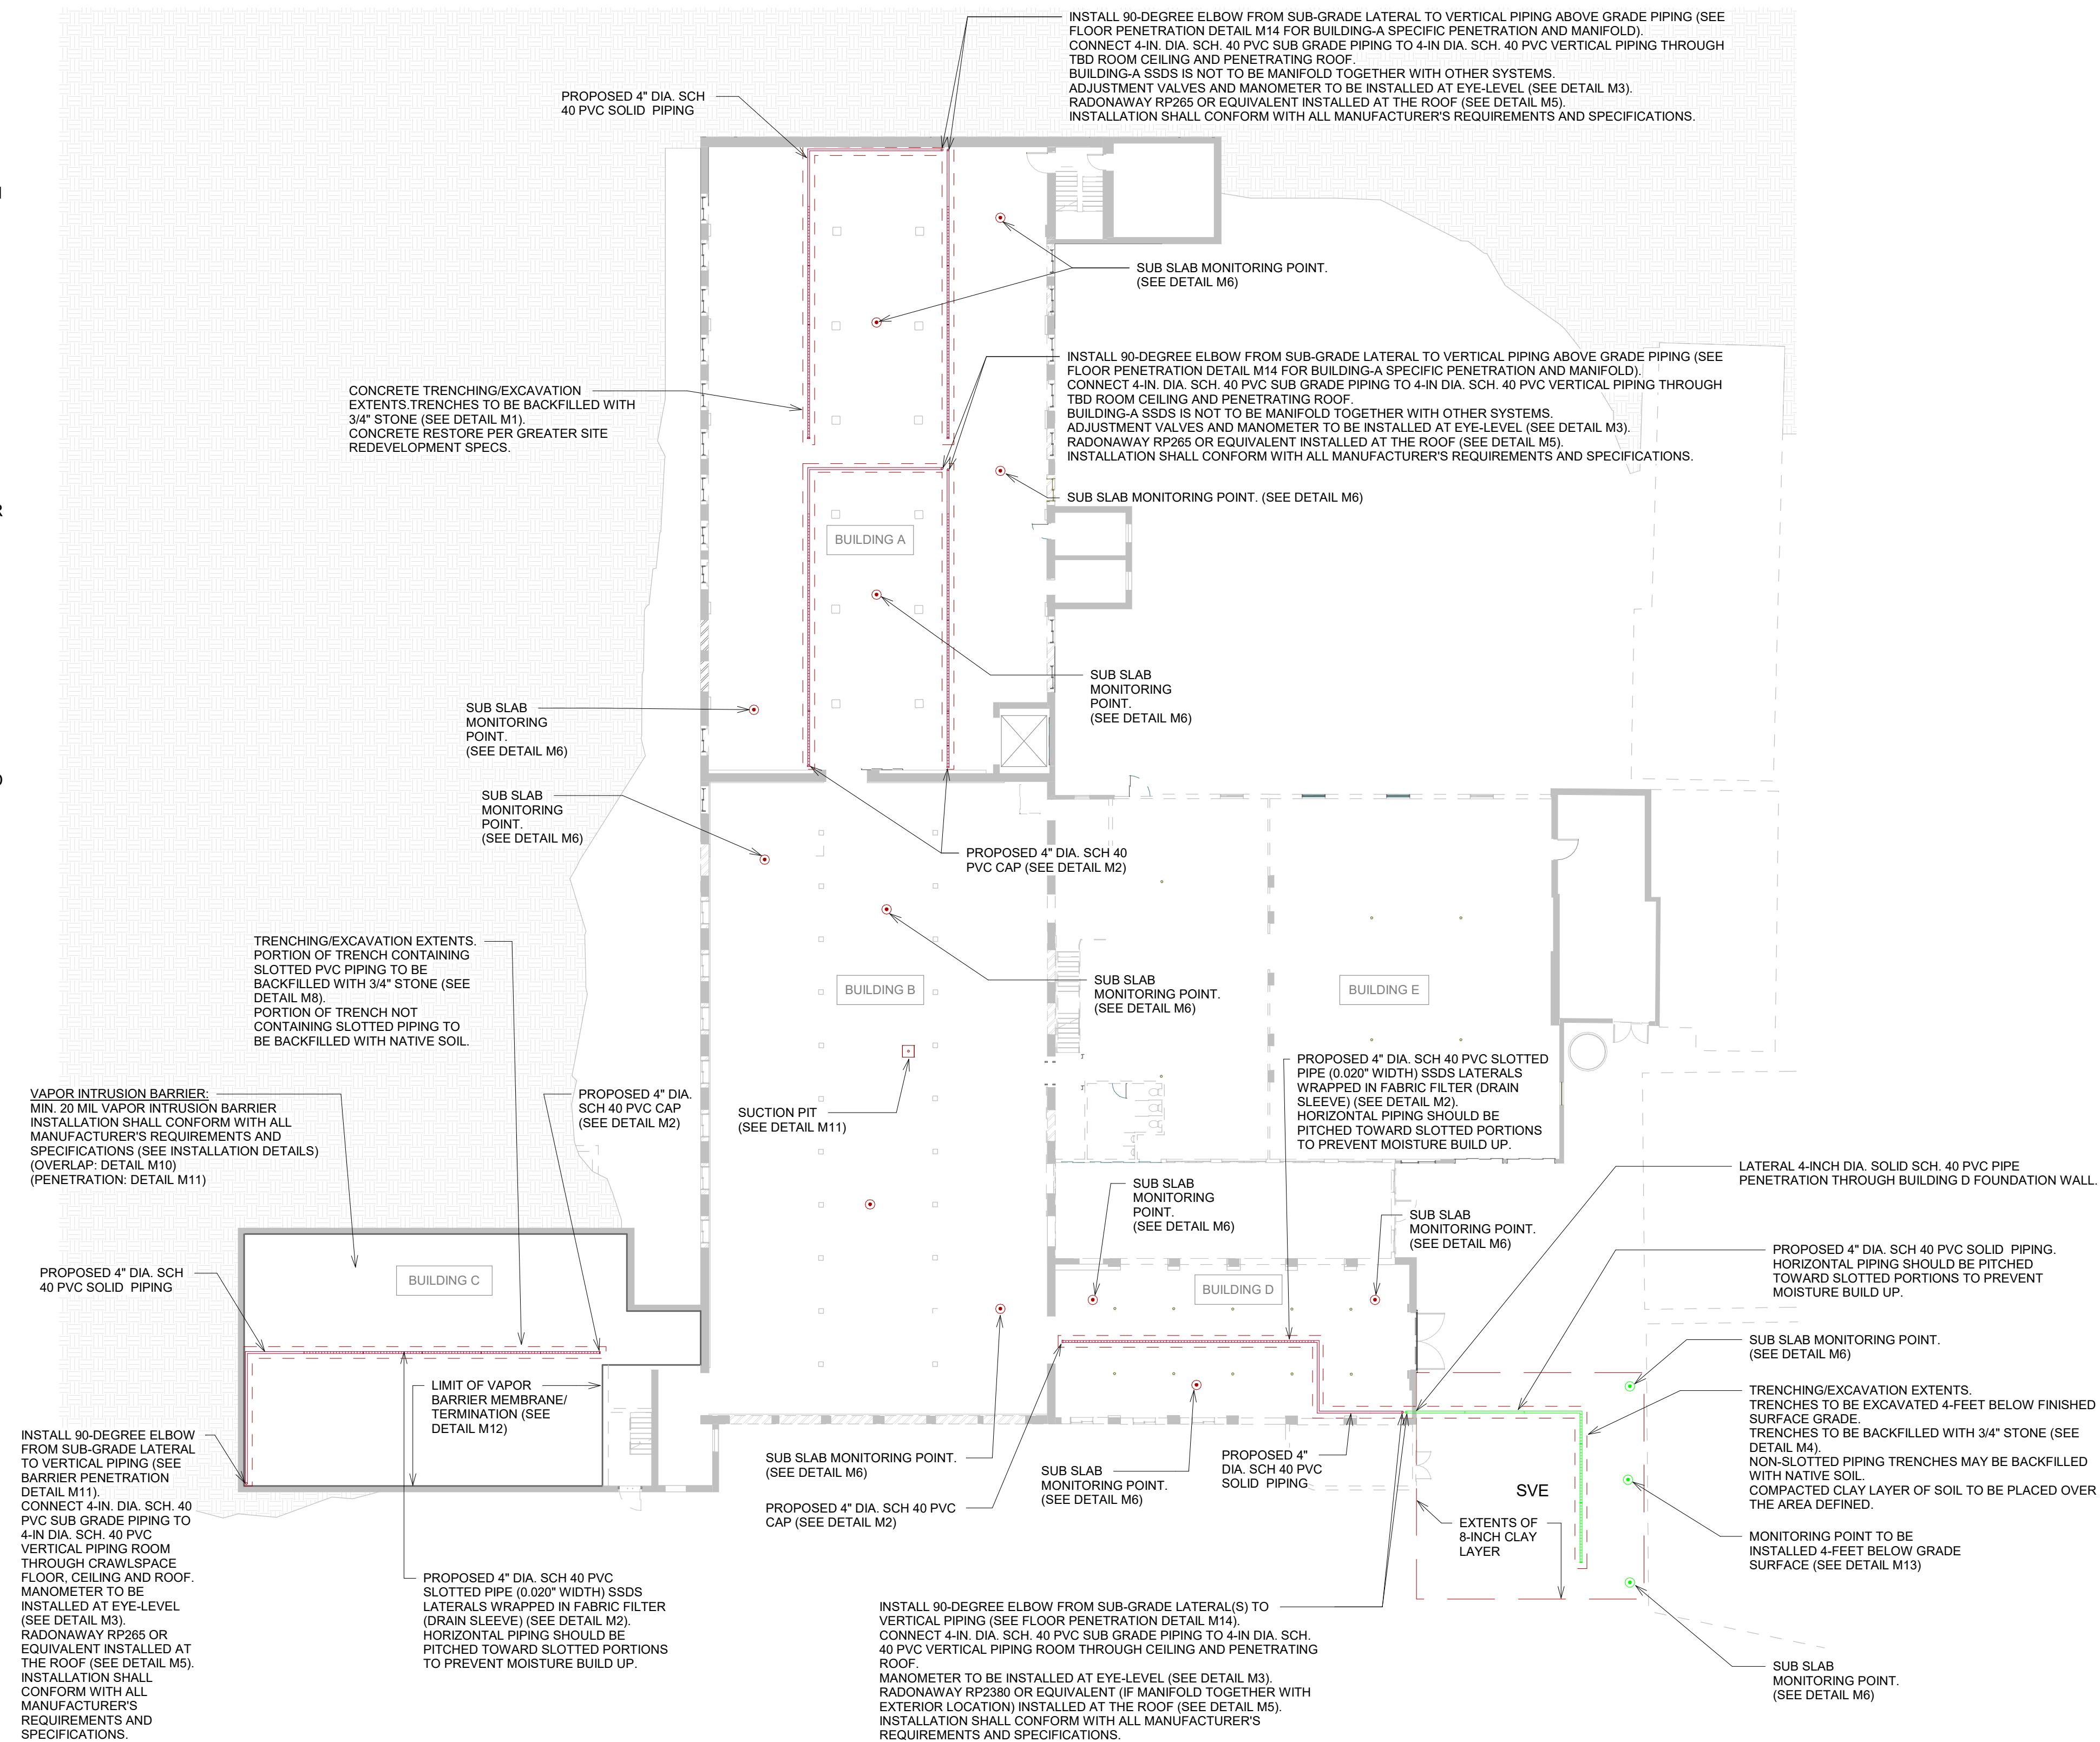 INSTALL 90-DEGREE ELBOW FROM SUB-GRADE LATERAL TO VERTICAL PIPING ABOVE GRADE PIPING (SEE
FLOOR PENETRATION DETAIL M14 FOR BUILDING-A SPECIFIC PENETRATION AND MANIFOLD).
CONNECT 4-IN. DIA. SCH. 40 PVC SUB GRADE PIPING TO 4-IN DIA. SCH. 40 PVC VERTICAL PIPING THROUGH
TBD ROOM CEILING AND PENETRATING ROOF.
BUILDING-A SSDS IS NOT TO BE MANIFOLD TOGETHER WITH OTHER SYSTEMS.
ADJUSTMENT VALVES AND MANOMETER TO BE INSTALLED AT EYE-LEVEL (SEE DETAIL M3).
RADONAWAY RP265 OR EQUIVALENT INSTALLED AT THE ROOF (SEE DETAIL M5).
INSTALLATION SHALL CONFORM WITH ALL MANUFACTURER'S REQUIREMENTS AND SPECIFICATIONS.
PROPOSED 4" DIA. SCH
40 PVC SOLID PIPING
SUB SLAB MONITORING POINT.
(SEE DETAIL M6)
INSTALL 90-DEGREE ELBOW FROM SUB-GRADE LATERAL TO VERTICAL PIPING ABOVE GRADE PIPING (SEE
FLOOR PENETRATION DETAIL M14 FOR BUILDING-A SPECIFIC PENETRATION AND MANIFOLD).
CONNECT 4-IN. DIA. SCH. 40 PVC SUB GRADE PIPING TO 4-IN DIA. SCH. 40 PVC VERTICAL PIPING THROUGH
TBD ROOM CEILING AND PENETRATING ROOF.
BUILDING-A SSDS IS NOT TO BE MANIFOLD TOGETHER WITH OTHER SYSTEMS.
ADJUSTMENT VALVES AND MANOMETER TO BE INSTALLED AT EYE-LEVEL (SEE DETAIL M3).
RADONAWAY RP265 OR EQUIVALENT INSTALLED AT THE ROOF (SEE DETAIL M5).
INSTALLATION SHALL CONFORM WITH ALL MANUFACTURER'S REQUIREMENTS AND SPECIFICATIONS.
CONCRETE TRENCHING/EXCAVATION
EXTENTS.TRENCHES TO BE BACKFILLED WITH
3/4" STONE (SEE DETAIL M1).
CONCRETE RESTORE PER GREATER SITE
REDEVELOPMENT SPECS.
SUB SLAB MONITORING POINT. (SEE DETAIL M6)
BUILDING A
SUB SLAB
MONITORING
POINT.
(SEE DETAIL M6)
SUB SLAB
MONITORING
POINT.
(SEE DETAIL M6)
SUB SLAB
MONITORING
POINT.
(SEE DETAIL M6)
PROPOSED 4" DIA. SCH 40
PVC CAP (SEE DETAIL M2)
TRENCHING/EXCAVATION EXTENTS.
PORTION OF TRENCH CONTAINING
SLOTTED PVC PIPING TO BE
BACKFILLED WITH 3/4" STONE (SEE
DETAIL M8).
PORTION OF TRENCH NOT
CONTAINING SLOTTED PIPING TO
BE BACKFILLED WITH NATIVE SOIL.
SUB SLAB
MONITORING POINT.
(SEE DETAIL M6)
BUILDING B
BUILDING E
PROPOSED 4" DIA. SCH 40 PVC SLOTTED
PIPE (0.020" WIDTH) SSDS LATERALS
WRAPPED IN FABRIC FILTER (DRAIN
SLEEVE) (SEE DETAIL M2).
HORIZONTAL PIPING SHOULD BE
PITCHED TOWARD SLOTTED PORTIONS
TO PREVENT MOISTURE BUILD UP.
VAPOR INTRUSION BARRIER:
MIN. 20 MIL VAPOR INTRUSION BARRIER
INSTALLATION SHALL CONFORM WITH ALL
MANUFACTURER'S REQUIREMENTS AND
SPECIFICATIONS (SEE INSTALLATION DETAILS)
(OVERLAP: DETAIL M10)
(PENETRATION: DETAIL M11)
PROPOSED 4" DIA.
SCH 40 PVC CAP
(SEE DETAIL M2)
SUCTION PIT
(SEE DETAIL M11)
LATERAL 4-INCH DIA. SOLID SCH. 40 PVC PIPE
PENETRATION THROUGH BUILDING D FOUNDATION WALL.
SUB SLAB
MONITORING
POINT.
(SEE DETAIL M6)
SUB SLAB
MONITORING POINT.
(SEE DETAIL M6)
PROPOSED 4" DIA. SCH 40 PVC SOLID PIPING.
HORIZONTAL PIPING SHOULD BE PITCHED
TOWARD SLOTTED PORTIONS TO PREVENT
MOISTURE BUILD UP.
PROPOSED 4" DIA. SCH
40 PVC SOLID PIPING
BUILDING C
BUILDING D
SUB SLAB MONITORING POINT.
(SEE DETAIL M6)
LIMIT OF VAPOR
BARRIER MEMBRANE/
TERMINATION (SEE
DETAIL M12)
TRENCHING/EXCAVATION EXTENTS.
TRENCHES TO BE EXCAVATED 4-FEET BELOW FINISHED
SURFACE GRADE.
TRENCHES TO BE BACKFILLED WITH 3/4" STONE (SEE
DETAIL M4).
NON-SLOTTED PIPING TRENCHES MAY BE BACKFILLED
WITH NATIVE SOIL.
COMPACTED CLAY LAYER OF SOIL TO BE PLACED OVER
THE AREA DEFINED.
INSTALL 90-DEGREE ELBOW
FROM SUB-GRADE LATERAL
TO VERTICAL PIPING (SEE
BARRIER PENETRATION
DETAIL M11).
CONNECT 4-IN. DIA. SCH. 40
PVC SUB GRADE PIPING TO
4-IN DIA. SCH. 40 PVC
VERTICAL PIPING ROOM
THROUGH CRAWLSPACE
FLOOR, CEILING AND ROOF.
MANOMETER TO BE
INSTALLED AT EYE-LEVEL
(SEE DETAIL M3).
RADONAWAY RP265 OR
EQUIVALENT INSTALLED AT
THE ROOF (SEE DETAIL M5).
INSTALLATION SHALL
CONFORM WITH ALL
MANUFACTURER'S
REQUIREMENTS AND
SPECIFICATIONS.
SUB SLAB MONITORING POINT.
(SEE DETAIL M6)
SUB SLAB
MONITORING POINT.
(SEE DETAIL M6)
PROPOSED 4"
DIA. SCH 40 PVC
SOLID PIPING
SVE
PROPOSED 4" DIA. SCH 40 PVC
CAP (SEE DETAIL M2)
EXTENTS OF
8-INCH CLAY
LAYER
MONITORING POINT TO BE
INSTALLED 4-FEET BELOW GRADE
SURFACE (SEE DETAIL M13)
PROPOSED 4" DIA. SCH 40 PVC
SLOTTED PIPE (0.020" WIDTH) SSDS
LATERALS WRAPPED IN FABRIC FILTER
(DRAIN SLEEVE) (SEE DETAIL M2).
HORIZONTAL PIPING SHOULD BE
PITCHED TOWARD SLOTTED PORTIONS
TO PREVENT MOISTURE BUILD UP.
INSTALL 90-DEGREE ELBOW FROM SUB-GRADE LATERAL(S) TO
VERTICAL PIPING (SEE FLOOR PENETRATION DETAIL M14).
CONNECT 4-IN. DIA. SCH. 40 PVC SUB GRADE PIPING TO 4-IN DIA. SCH.
40 PVC VERTICAL PIPING ROOM THROUGH CEILING AND PENETRATING
ROOF.
MANOMETER TO BE INSTALLED AT EYE-LEVEL (SEE DETAIL M3).
RADONAWAY RP2380 OR EQUIVALENT (IF MANIFOLD TOGETHER WITH
EXTERIOR LOCATION) INSTALLED AT THE ROOF (SEE DETAIL M5).
INSTALLATION SHALL CONFORM WITH ALL MANUFACTURER'S
REQUIREMENTS AND SPECIFICATIONS.
SUB SLAB
MONITORING POINT.
(SEE DETAIL M6)